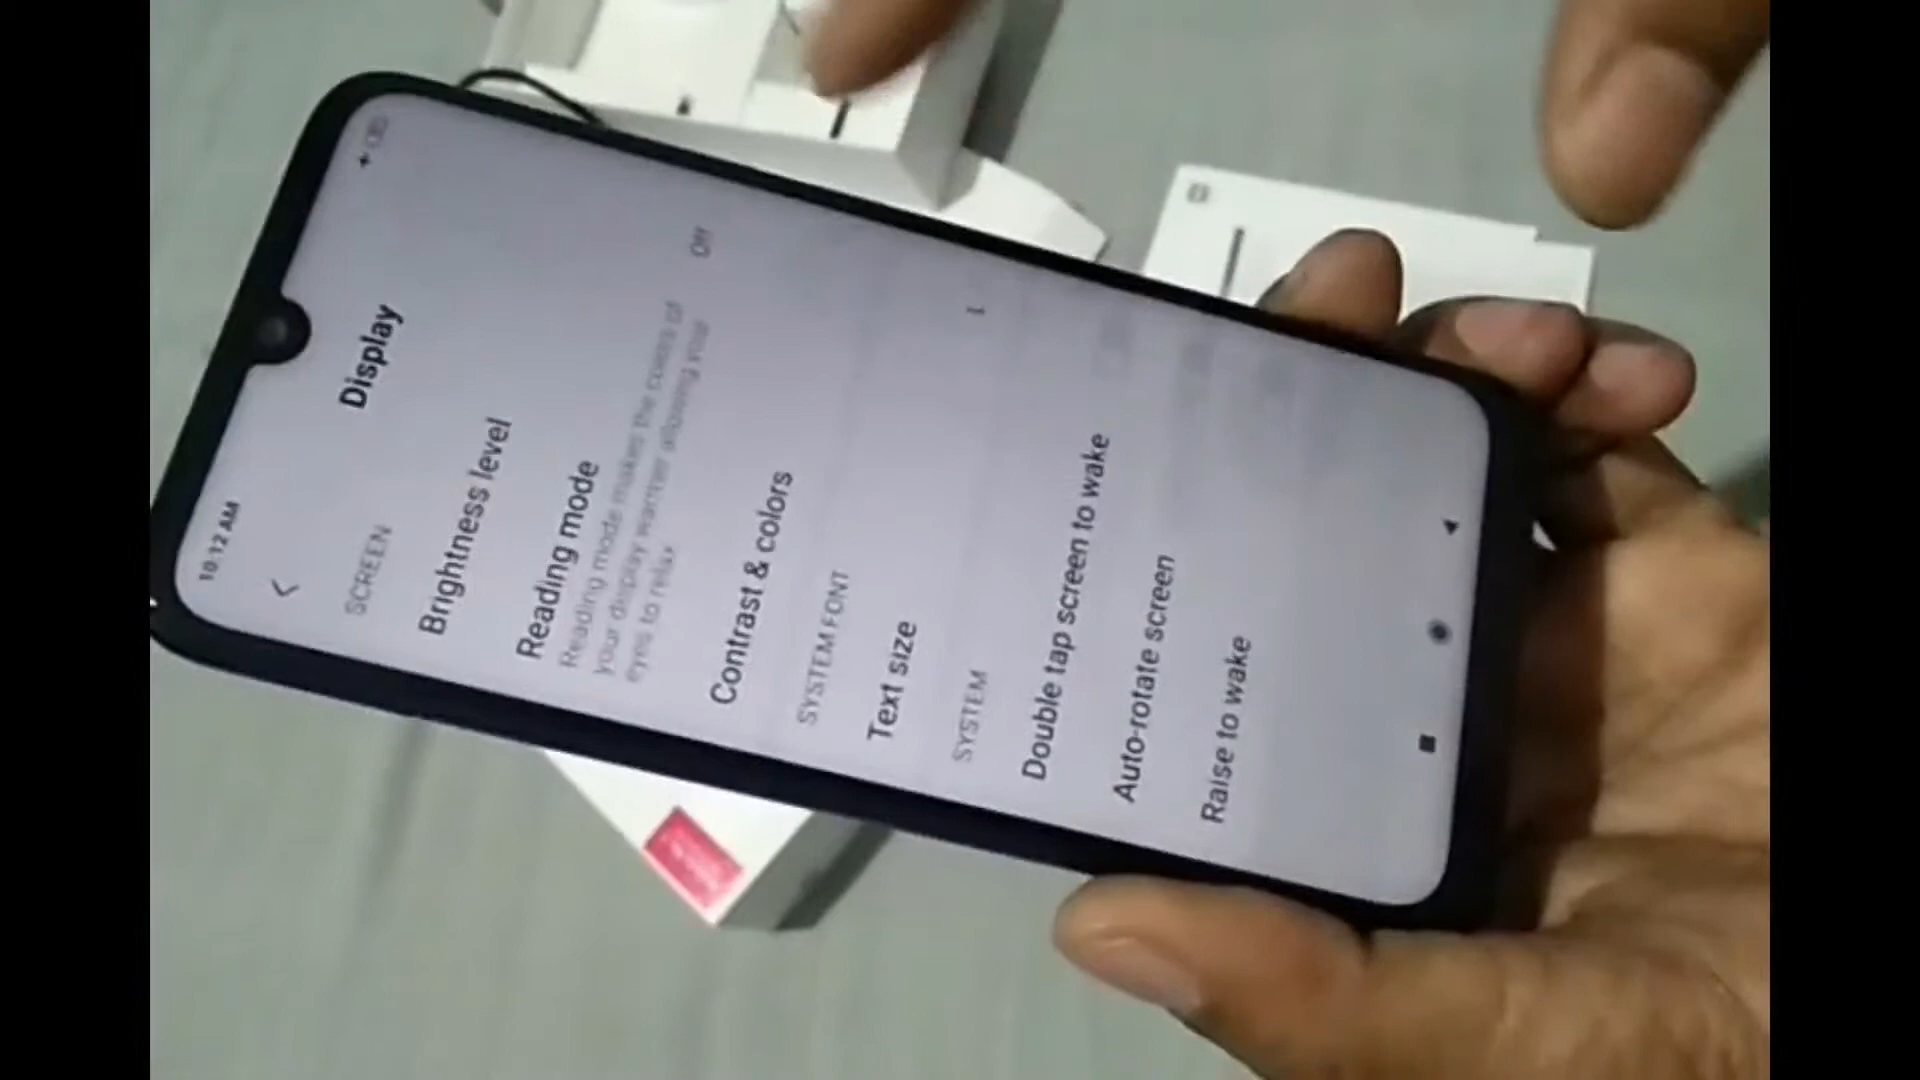 10:12 AM
Display
SCREEN
Brightness level
Reading mode
Off
Reading mode makes the colors of
your display warmer allowing your
eyes to relax
Contrast & colors
SYSTEM FONT
Text size
SYSTEM
Double tap screen to wake
Auto-rotate screen
Raise to wake